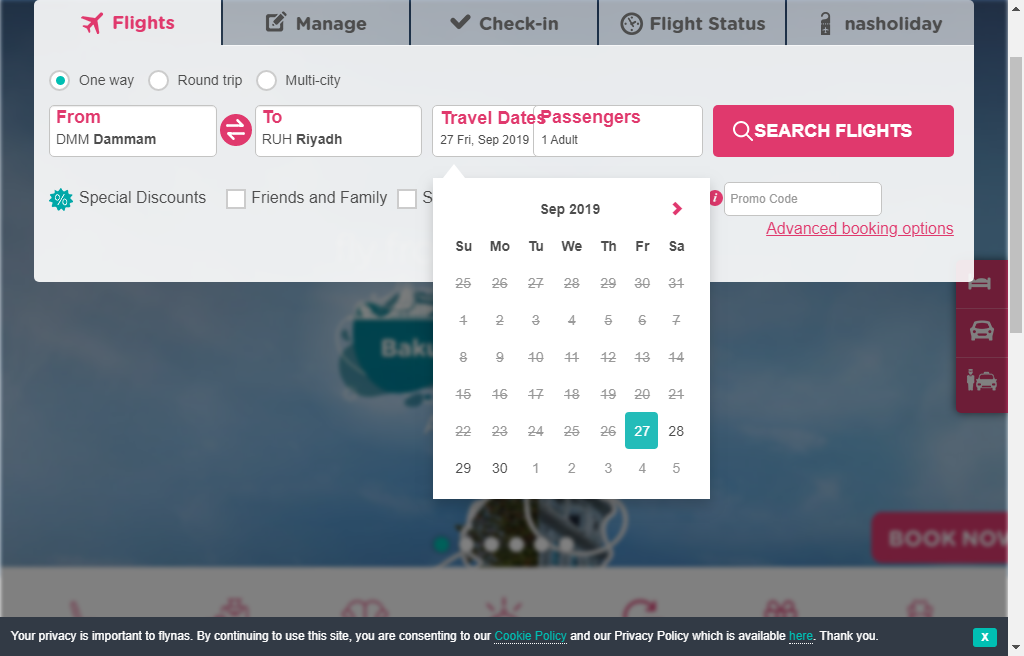 Flights
Manage
Check-in
Flight Status
nasholiday
One way
Round trip
Multi-city
From
DMM Dammam
To
RUH Riyadh
Travel Dates
27 Fri, Sep 2019
Passengers
1 Adult
SEARCH FLIGHTS
Special Discounts
Friends and Family
S
i
Promo Code
Advanced booking options
Sep 2019
Su Mo Tu We Th Fr Sa
25 26 27 28 29 30 31
1 2 3 4 5 6 7
8 9 10 11 12 13 14
15 16 17 18 19 20 21
22 23 24 25 26 27 28
29 30 1 2 3 4 5
Baku
BOOK NOW
Your privacy is important to flynas. By continuing to use this site, you are consenting to our Cookie Policy and our Privacy Policy which is available here. Thank you.
X